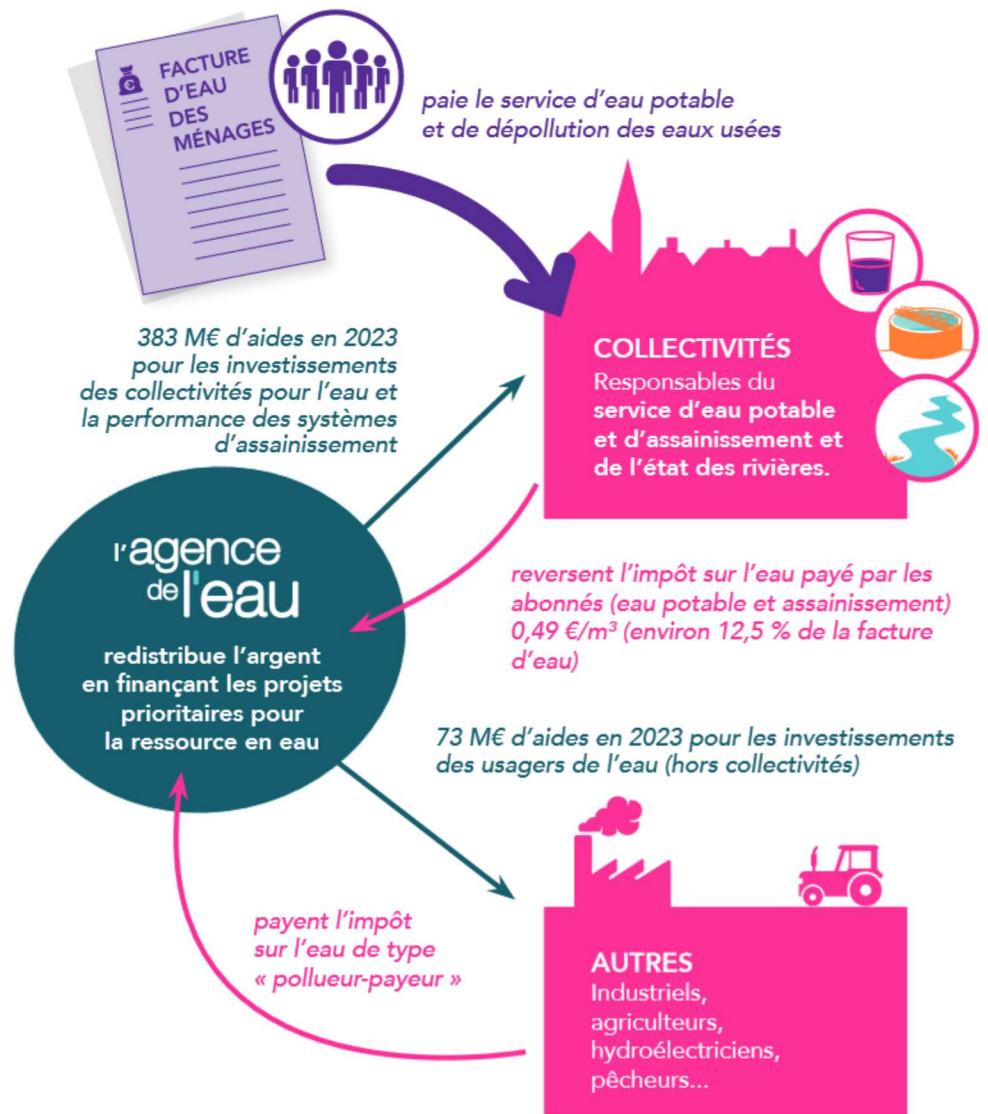 FACTURE
D'EAU
DES
MÉNAGES
€
paie le service d'eau potable
et de dépollution des eaux usées
383 M€ d'aides en 2023
pour les investissements
des collectivités pour l'eau et
la performance des systèmes
d'assainissement
COLLECTIVITÉS
Responsables du
service d'eau potable
et d'assainissement et
de l'état des rivières.
l'agence
de l'eau
redistribue l'argent
en finançant les projets
prioritaires pour
la ressource en eau
reversent l'impôt sur l'eau payé par les
abonnés (eau potable et assainissement)
0,49 €/m³ (environ 12,5 % de la facture
d'eau)
73 M€ d'aides en 2023 pour les investissements
des usagers de l'eau (hors collectivités)
payent l'impôt
sur l'eau de type
« pollueur-payeur »
AUTRES
Industriels,
agriculteurs,
hydroélectriciens,
pêcheurs...